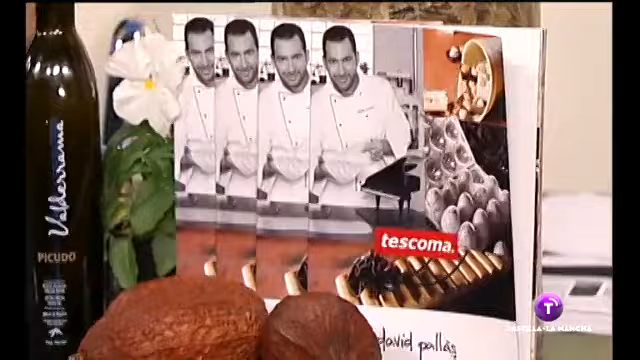 Valderrama
PICUDO
tescoma.
david pallás
T
CASTILLA-LA MANCHA